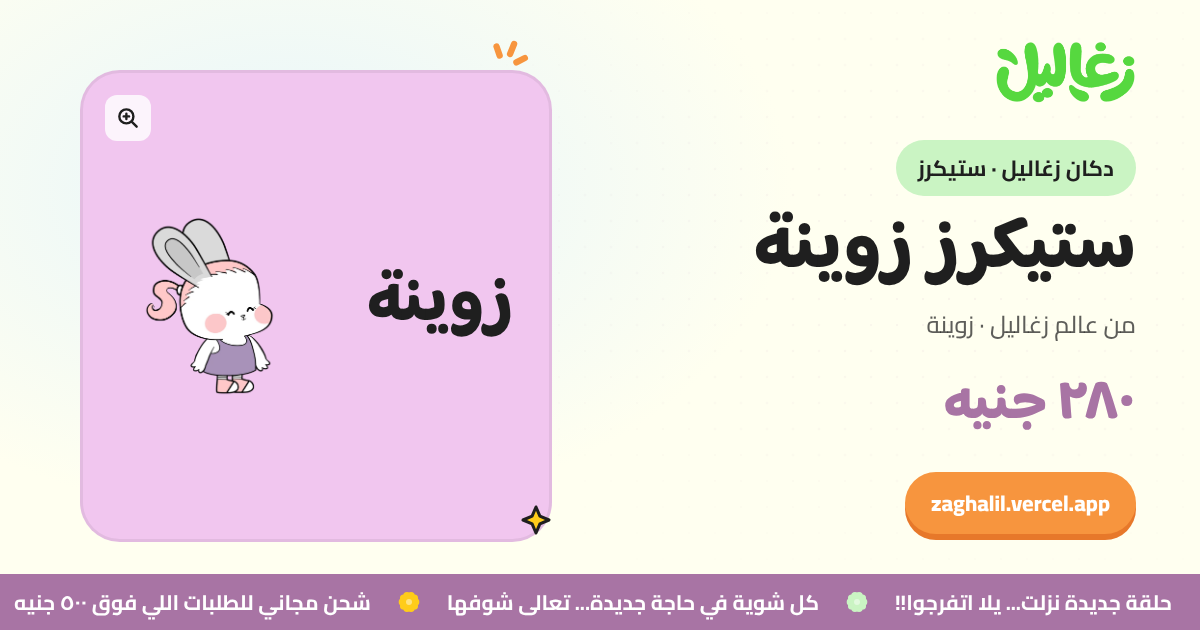 زغاليل
دكان زغاليل · ستيكرز
ستيكرز زوينة
من عالم زغاليل · زوينة
٢٨٠ جنيه
zaghalil.vercel.app
زوينة
حلقة جديدة نزلت... يلا اتفرجوا!! كل شوية في حاجة جديدة... تعالى شوفها شحن مجاني للطلبات اللي فوق ٥٠٠ جنيه